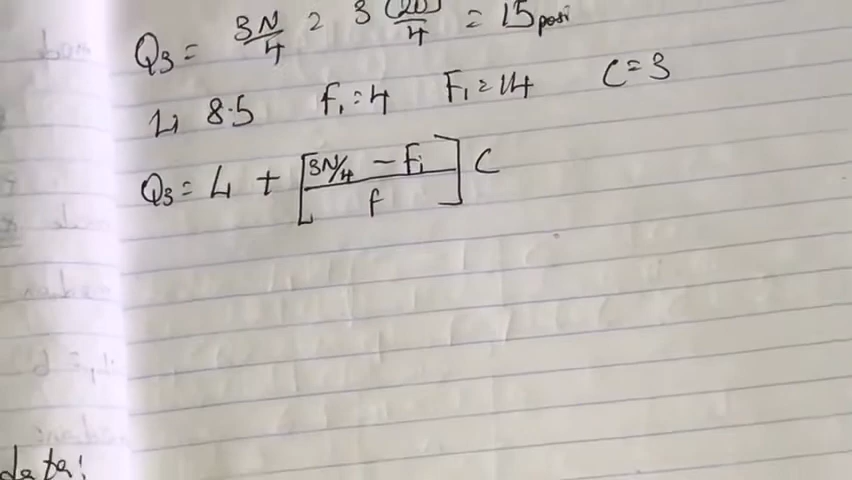 Q3 = 3N/4 = 3 (20)/4 = 15 posi
L1 8.5 f1 = 4 F1 = 14 C = 3
Q3 = L1 + [3N/4 - F1 / f] C
data: